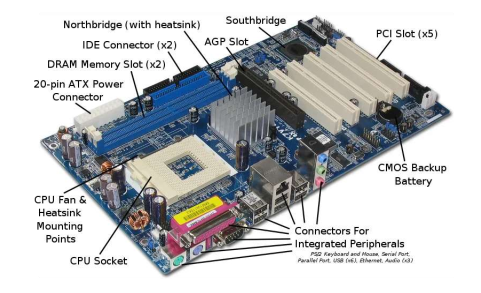 Northbridge (with heatsink)
Southbridge
IDE Connector (x2)
AGP Slot
PCI Slot (x5)
DRAM Memory Slot (x2)
20-pin ATX Power
Connector
CMOS Backup
Battery
CPU Fan &
Heatsink
Mounting
Points
CPU Socket
Connectors For
Integrated Peripherals
PS/2 Keyboard and Mouse, Serial Port,
Parallel Port, USB (x6), Ethernet, Audio (x3)